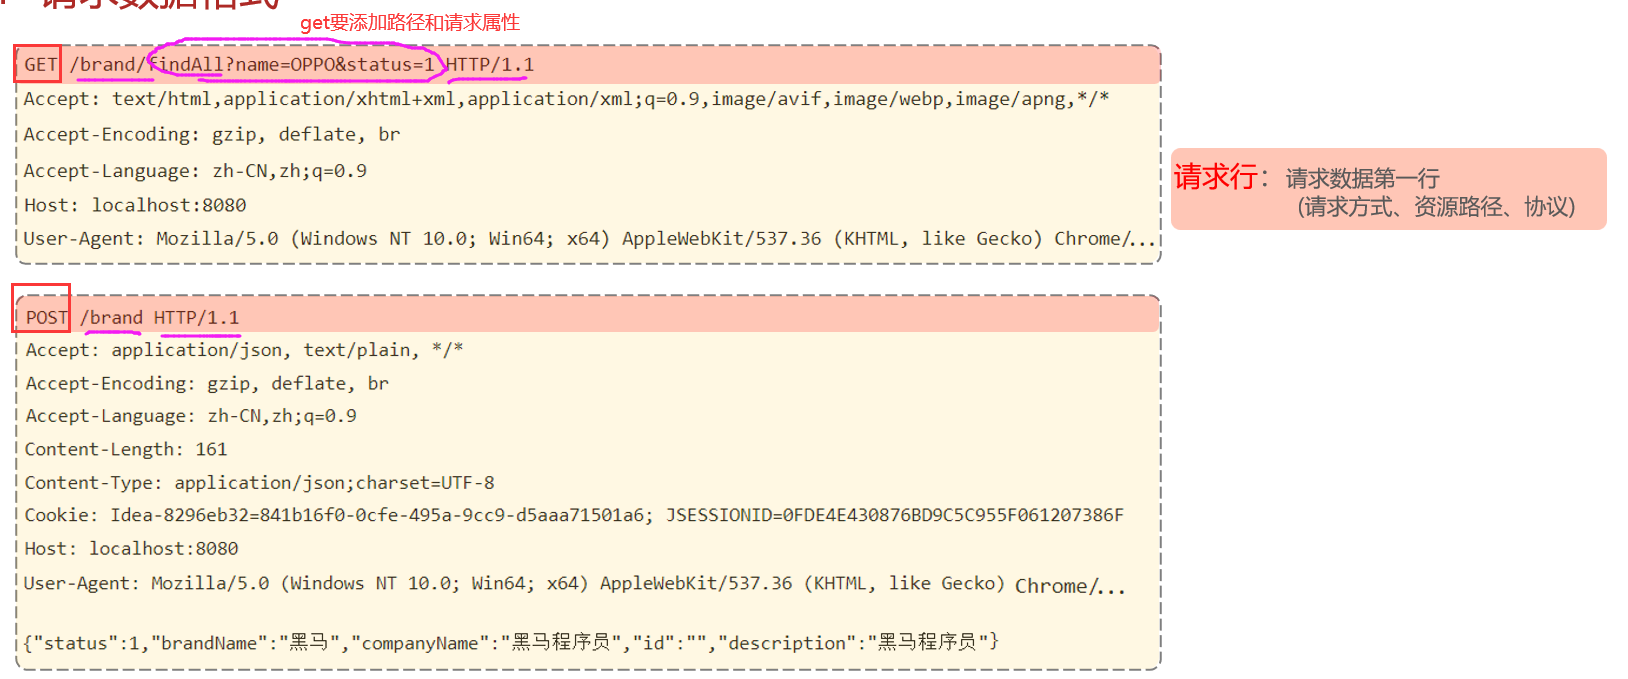 请求数据格式
get要添加路径和请求属性
GET /brand/findAll?name=OPPO&status=1 HTTP/1.1
Accept: text/html,application/xhtml+xml,application/xml;q=0.9,image/avif,image/webp,image/apng,*/*
Accept-Encoding: gzip, deflate, br
Accept-Language: zh-CN,zh;q=0.9
Host: localhost:8080
User-Agent: Mozilla/5.0 (Windows NT 10.0; Win64; x64) AppleWebKit/537.36 (KHTML, like Gecko) Chrome/...
请求行：请求数据第一行
(请求方式、资源路径、协议)
POST /brand HTTP/1.1
Accept: application/json, text/plain, */*
Accept-Encoding: gzip, deflate, br
Accept-Language: zh-CN,zh;q=0.9
Content-Length: 161
Content-Type: application/json;charset=UTF-8
Cookie: Idea-8296eb32=841b16f0-0cfe-495a-9cc9-d5aaa71501a6; JSESSIONID=0FDE4E430876BD9C5C955F061207386F
Host: localhost:8080
User-Agent: Mozilla/5.0 (Windows NT 10.0; Win64; x64) AppleWebKit/537.36 (KHTML, like Gecko) Chrome/...
{"status":1,"brandName":"黑马","companyName":"黑马程序员","id":"","description":"黑马程序员"}